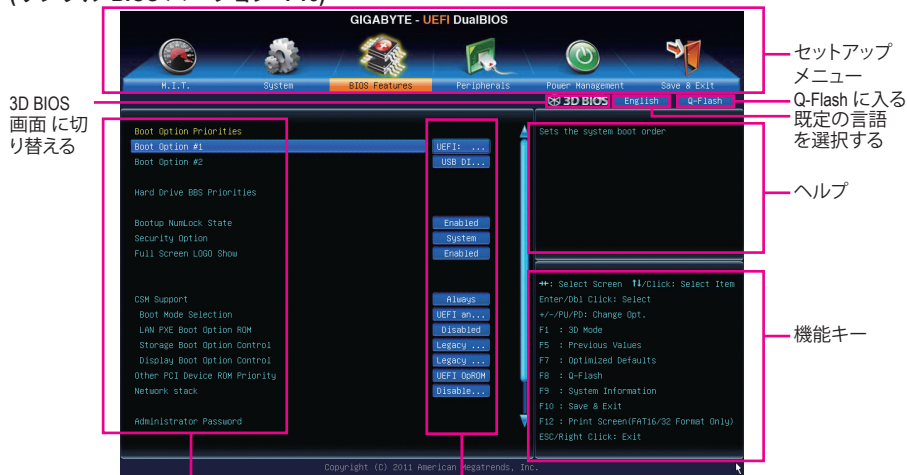 GIGABYTE - UEFI DualBIOS
M.I.T.
System
BIOS Features
Peripherals
Power Management
Save & Exit
セットアップ
メニュー
3D BIOS
English
Q-Flash
Q-Flash に入る
既定の言語
を選択する
3D BIOS
画面 に切
り替える
Boot Option Priorities
Boot Option #1 UEFI: ...
Boot Option #2 USB DI...
Hard Drive BBS Priorities
Bootup NumLock State Enabled
Security Option System
Full Screen LOGO Show Enabled
CSM Support Always
Boot Mode Selection UEFI an...
LAN PXE Boot Option ROM Disabled
Storage Boot Option Control Legacy ...
Display Boot Option Control Legacy ...
Other PCI Device ROM Priority UEFI OpROM
Network stack Disable...
Administrator Password
Sets the system boot order
ヘルプ
→←: Select Screen ↑↓/Click: Select Item
Enter/Dbl Click: Select
+/-/PU/PD: Change Opt.
F1 : 3D Mode
F5 : Previous Values
F7 : Optimized Defaults
F8 : Q-Flash
F9 : System Information
F10 : Save & Exit
F12 : Print Screen(FAT16/32 Format Only)
ESC/Right Click: Exit
機能キー
Copyright (C) 2011 American Megatrends, Inc.